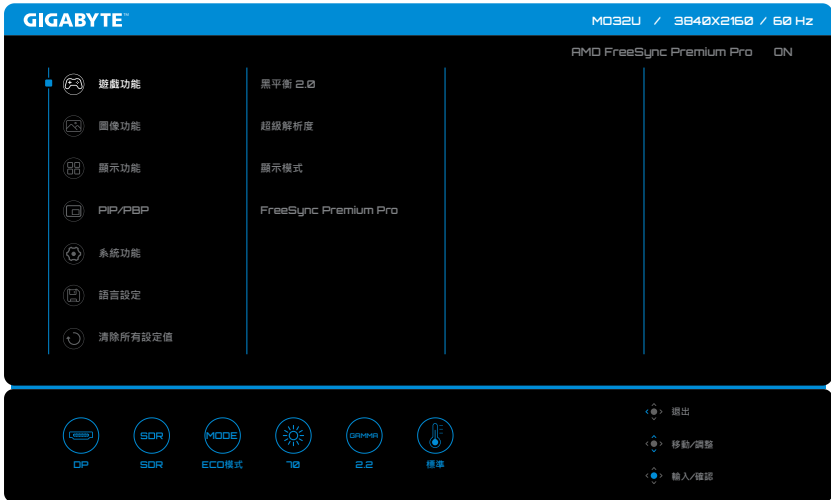 GIGABYTE™
MD32U / 3840X2160 / 60 Hz
AMD FreeSync Premium Pro ON
遊戲功能
黑平衡 2.0
圖像功能
超級解析度
顯示功能
顯示模式
PIP/PBP
FreeSync Premium Pro
系統功能
語言設定
清除所有設定值
SDR
MODE
GAMMA
DP
SDR
ECO模式
70
2.2
標準
退出
移動/調整
輸入/確認